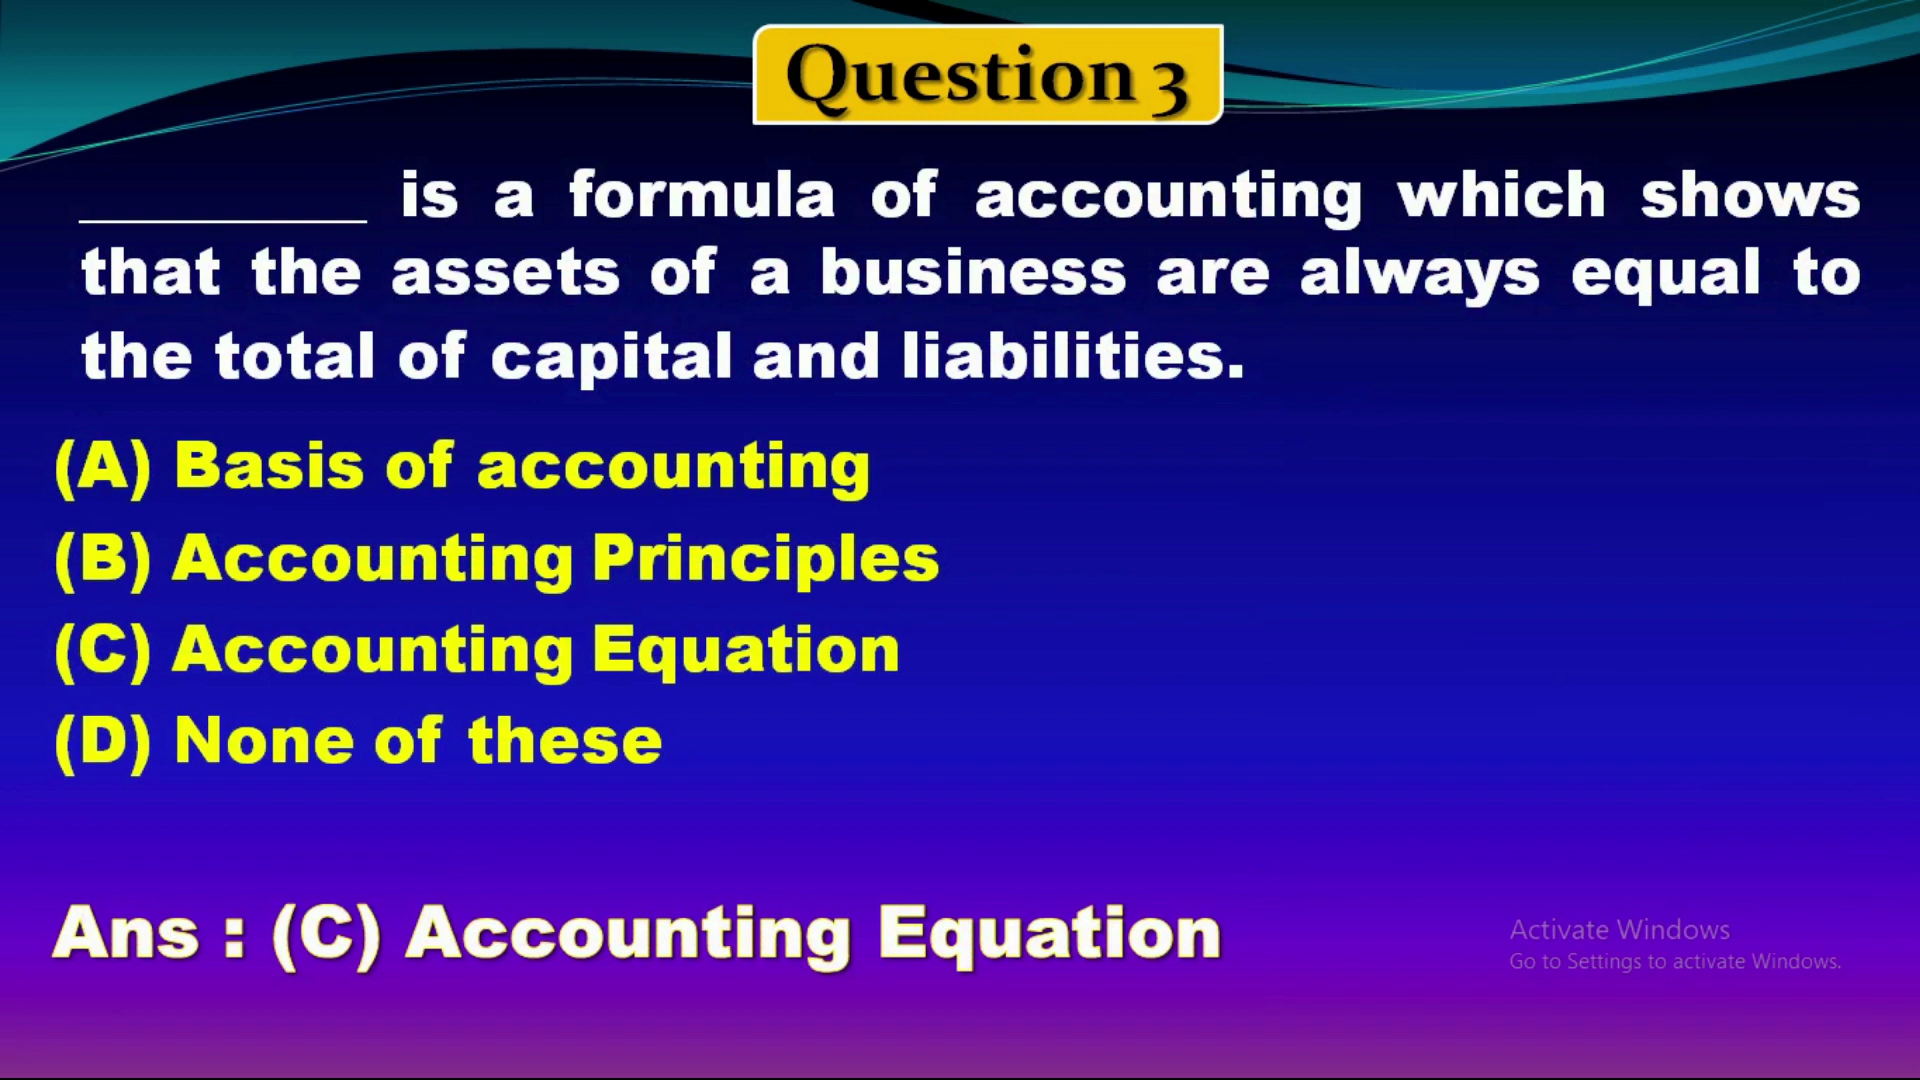 Question 3
________ is a formula of accounting which shows
that the assets of a business are always equal to
the total of capital and liabilities.
(A) Basis of accounting
(B) Accounting Principles
(C) Accounting Equation
(D) None of these
Ans : (C) Accounting Equation
Activate Windows
Go to Settings to activate Windows.